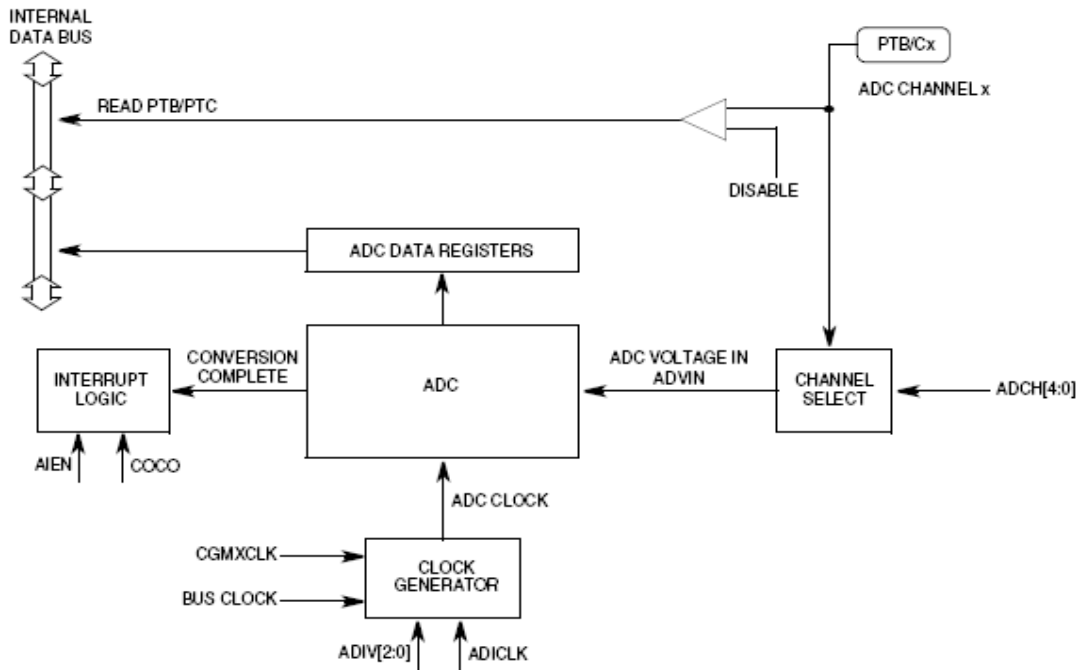 INTERNAL
DATA BUS
PTB/Cx
READ PTB/PTC
ADC CHANNEL x
DISABLE
ADC DATA REGISTERS
INTERRUPT
LOGIC
CONVERSION
COMPLETE
ADC
ADC VOLTAGE IN
ADVIN
CHANNEL
SELECT
ADCH[4:0]
AIEN
COCO
ADC CLOCK
CGMXCLK
BUS CLOCK
CLOCK
GENERATOR
ADIV[2:0]
ADICLK